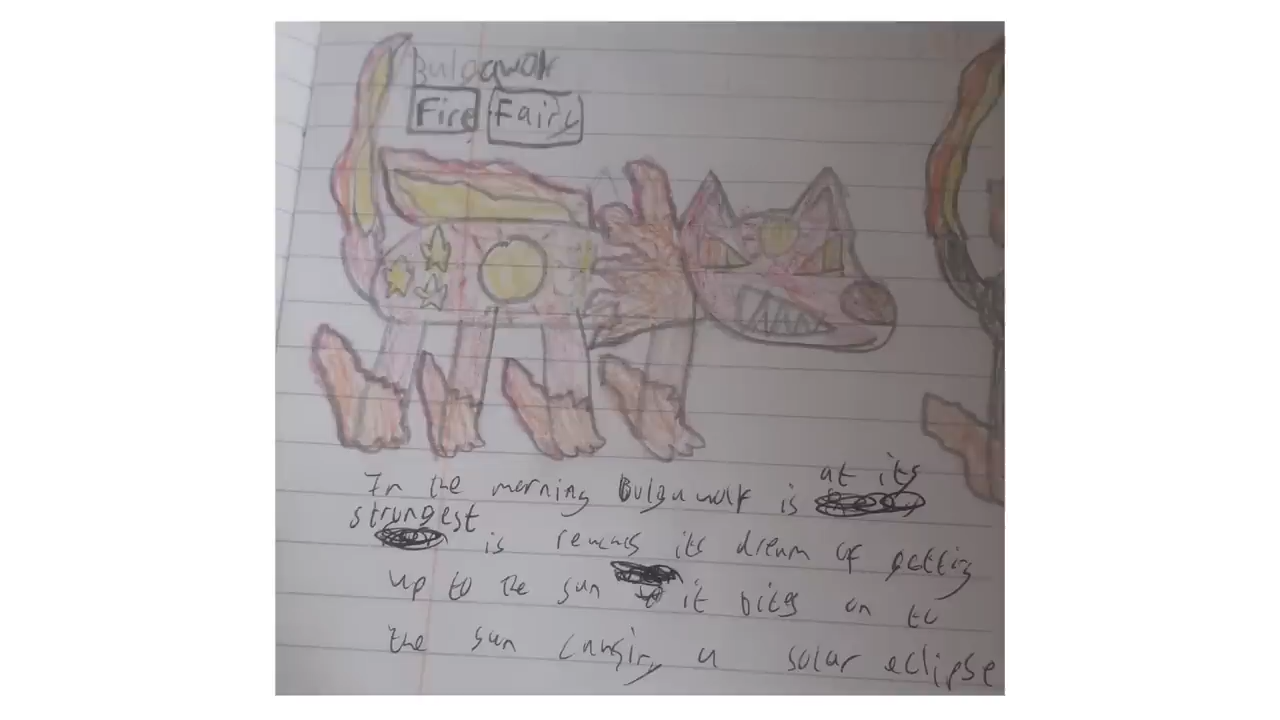 Bulgawolf
Fire Fairy
In the morning Bulgawolf is at its
strongest is reaches its dream of getting
up to the sun it bites on to
the sun causing a solar eclipse